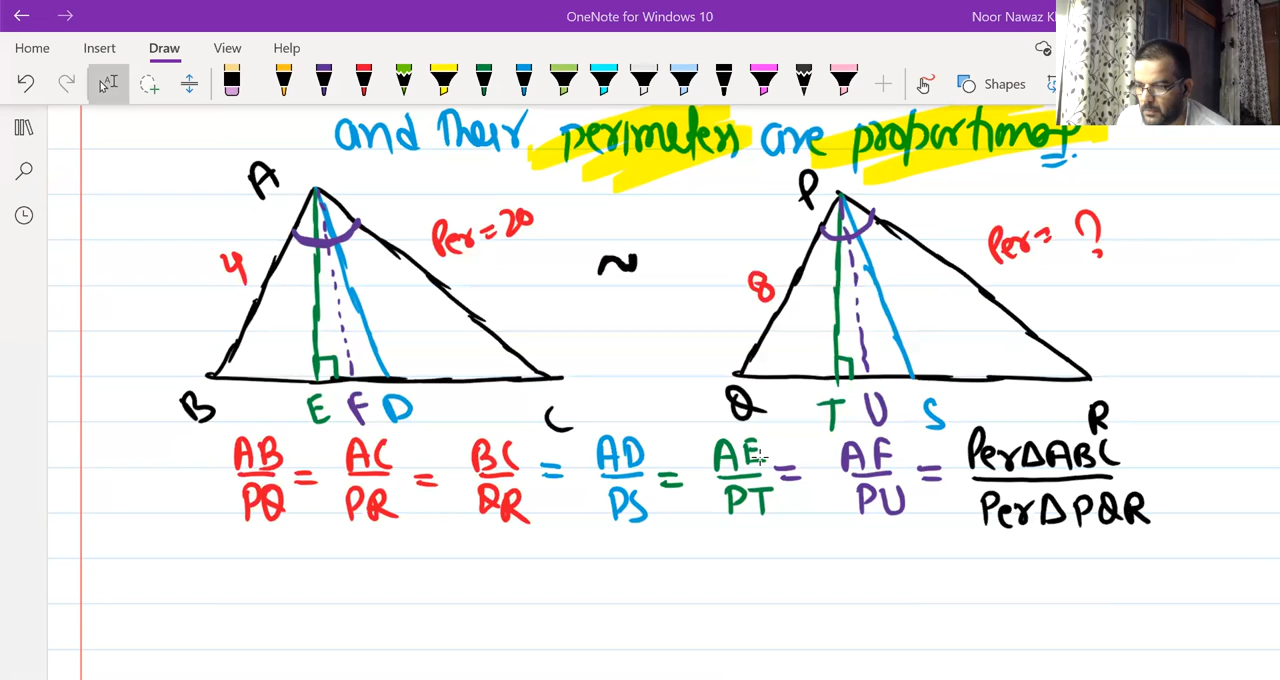 OneNote for Windows 10
Noor Nawaz
Home Insert Draw View Help
Shapes
and their perimeters are proportional.
A P
Per = 20 Per = ?
4 ~ 8
B E F D C Q T U S R
AB/PQ = AC/PR = BC/QR = AD/PS = AE/PT = AF/PU = Per∆ABC/Per∆PQR